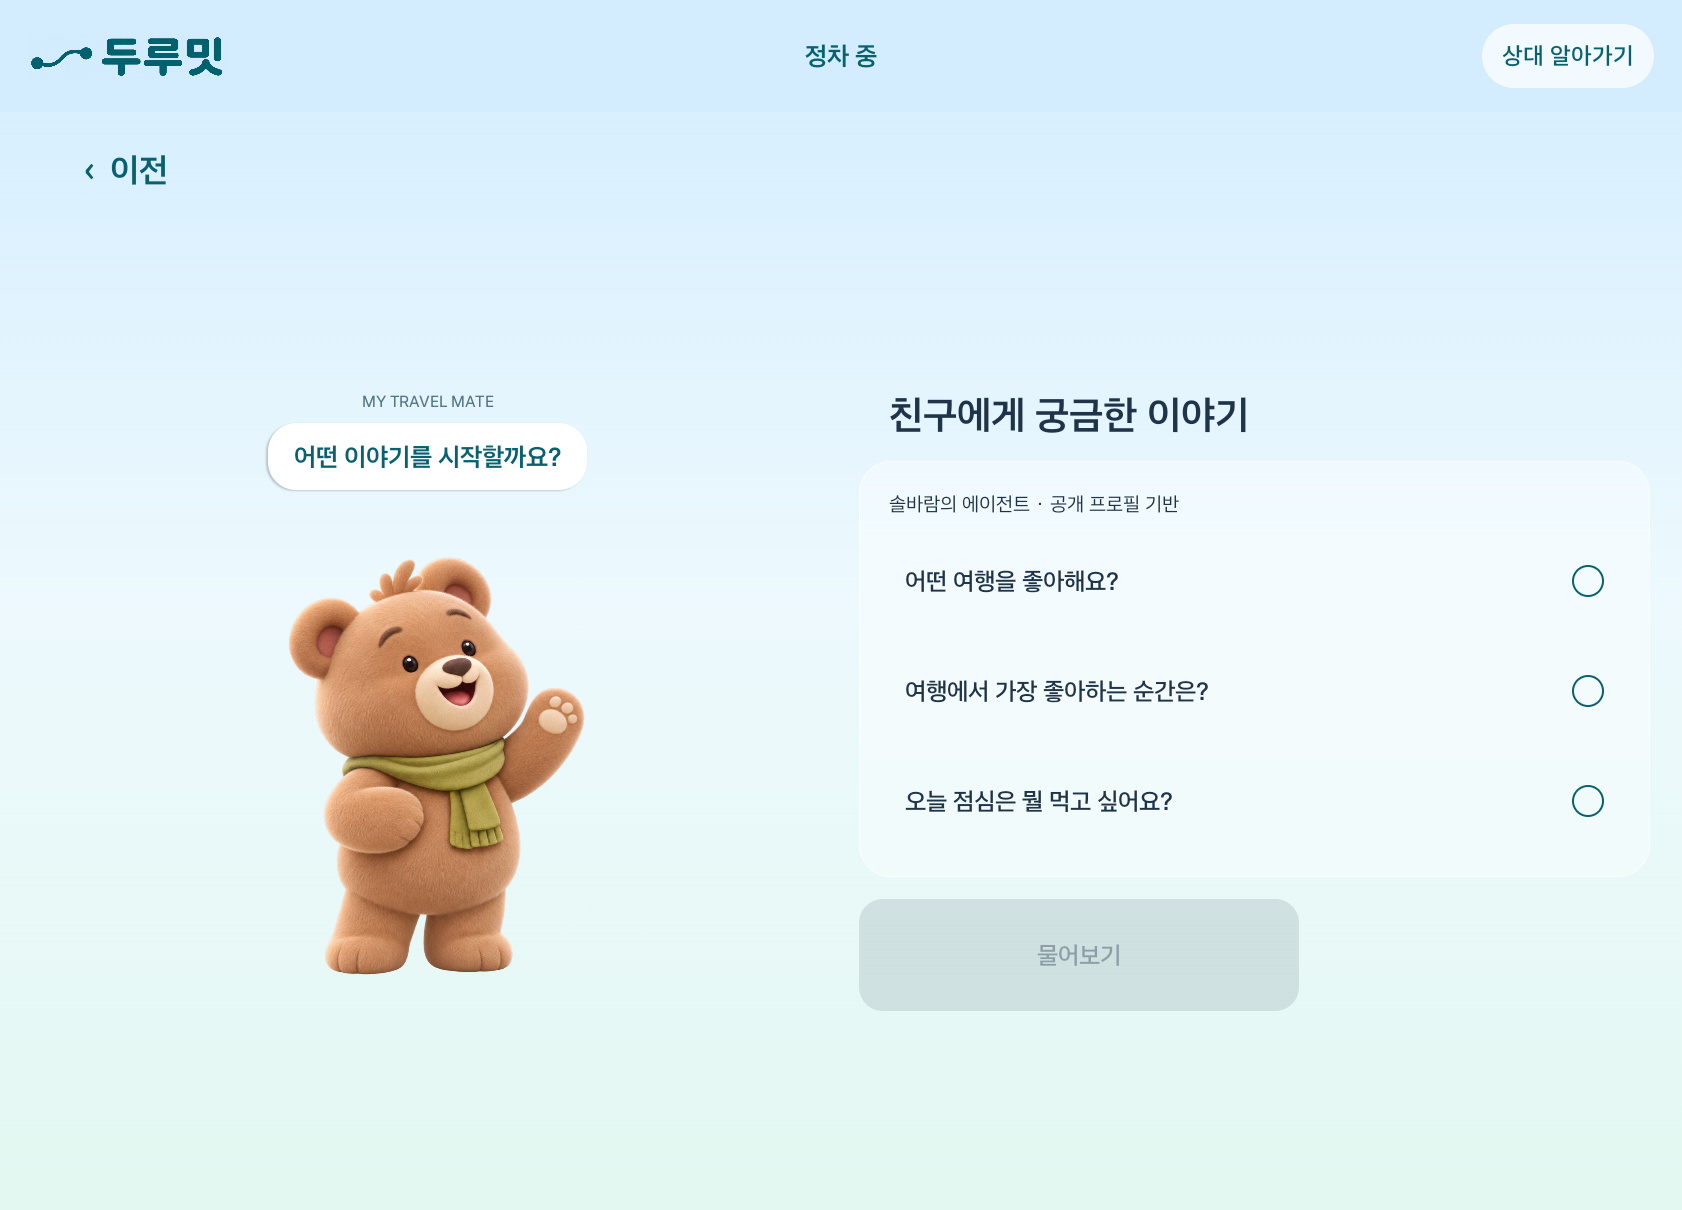 두루밋
정차 중
상대 알아가기
‹ 이전
MY TRAVEL MATE
어떤 이야기를 시작할까요?
친구에게 궁금한 이야기
솔바람의 에이전트 · 공개 프로필 기반
어떤 여행을 좋아해요?
여행에서 가장 좋아하는 순간은?
오늘 점심은 뭘 먹고 싶어요?
물어보기